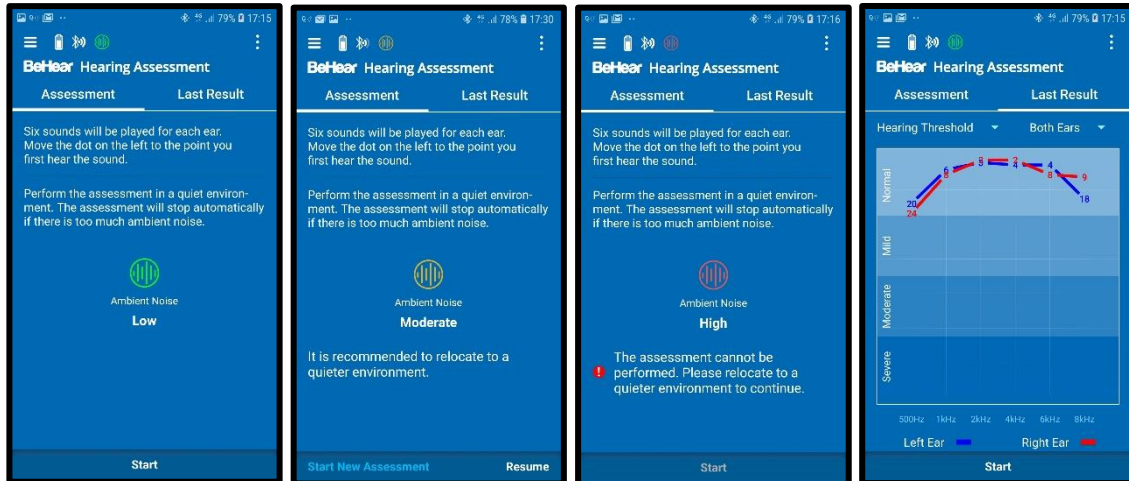 79% 17:15
BeHear Hearing Assessment
Assessment Last Result
Six sounds will be played for each ear.
Move the dot on the left to the point you
first hear the sound.
Perform the assessment in a quiet environ-
ment. The assessment will stop automatically
if there is too much ambient noise.
Ambient Noise
Low
Start
78% 17:30
BeHear Hearing Assessment
Assessment Last Result
Six sounds will be played for each ear.
Move the dot on the left to the point you
first hear the sound.
Perform the assessment in a quiet environ-
ment. The assessment will stop automatically
if there is too much ambient noise.
Ambient Noise
Moderate
It is recommended to relocate to a
quieter environment.
Start New Assessment Resume
79% 17:16
BeHear Hearing Assessment
Assessment Last Result
Six sounds will be played for each ear.
Move the dot on the left to the point you
first hear the sound.
Perform the assessment in a quiet environ-
ment. The assessment will stop automatically
if there is too much ambient noise.
Ambient Noise
High
The assessment cannot be
performed. Please relocate to a
quieter environment to continue.
Start
79% 17:15
BeHear Hearing Assessment
Assessment Last Result
Hearing Threshold Both Ears
Normal
20 6 3 4 4 18
24 8 2 8 9
Mild
Moderate
Severe
500Hz 1kHz 2kHz 4kHz 6kHz 8kHz
Left Ear Right Ear
Start